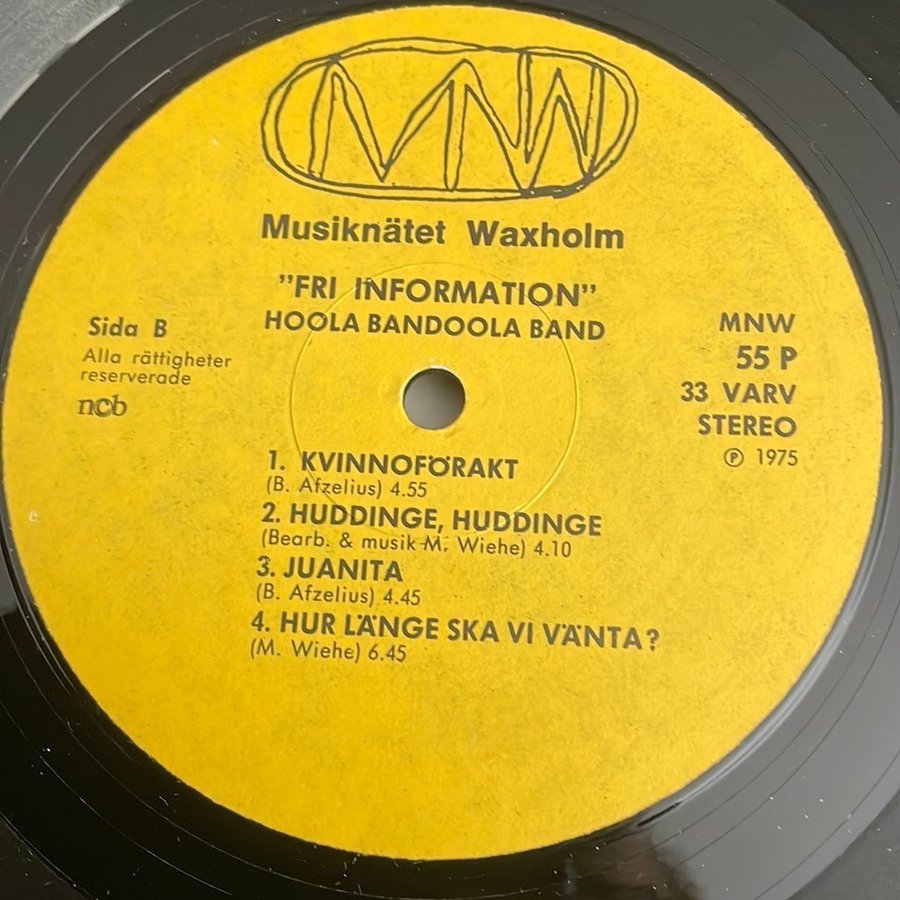 MNW
Musiknätet Waxholm
"FRI INFORMATION"
HOOLA BANDOOLA BAND
Sida B
Alla rättigheter
reserverade
ncb
MNW
55 P
33 VARV
STEREO
℗ 1975
1. KVINNOFÖRAKT
(B. Afzelius) 4.55
2. HUDDINGE, HUDDINGE
(Bearb. & musik M. Wiehe) 4.10
3. JUANITA
(B. Afzelius) 4.45
4. HUR LÄNGE SKA VI VÄNTA?
(M. Wiehe) 6.45